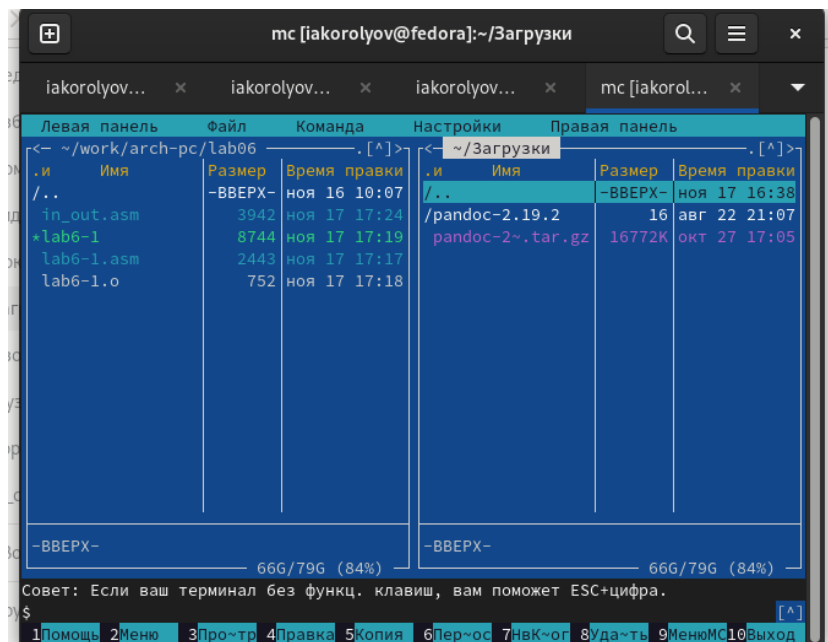 mc [iakorolyov@fedora]:~/Загрузки
iakorolyov... × iakorolyov... × iakorolyov... × mc [iakorol... ×
Левая панель Файл Команда Настройки Правая панель
<— ~/work/arch-pc/lab06 .[^]> <— ~/Загрузки .[^]>
.и Имя Размер Время правки .и Имя Размер Время правки
/.. -ВВЕРХ- ноя 16 10:07 /.. -ВВЕРХ- ноя 17 16:38
in_out.asm 3942 ноя 17 17:24 /pandoc-2.19.2 16 авг 22 21:07
*lab6-1 8744 ноя 17 17:19 pandoc-2~.tar.gz 16772K окт 27 17:05
lab6-1.asm 2443 ноя 17 17:17
lab6-1.o 752 ноя 17 17:18
-ВВЕРХ- -ВВЕРХ-
66G/79G (84%) 66G/79G (84%)
Совет: Если ваш терминал без функц. клавиш, вам поможет ESC+цифра.
$ [^]
1Помощь 2Меню 3Про~тр 4Правка 5Копия 6Пер~ос 7НвК~ог 8Уда~ть 9МенюMC 10Выход